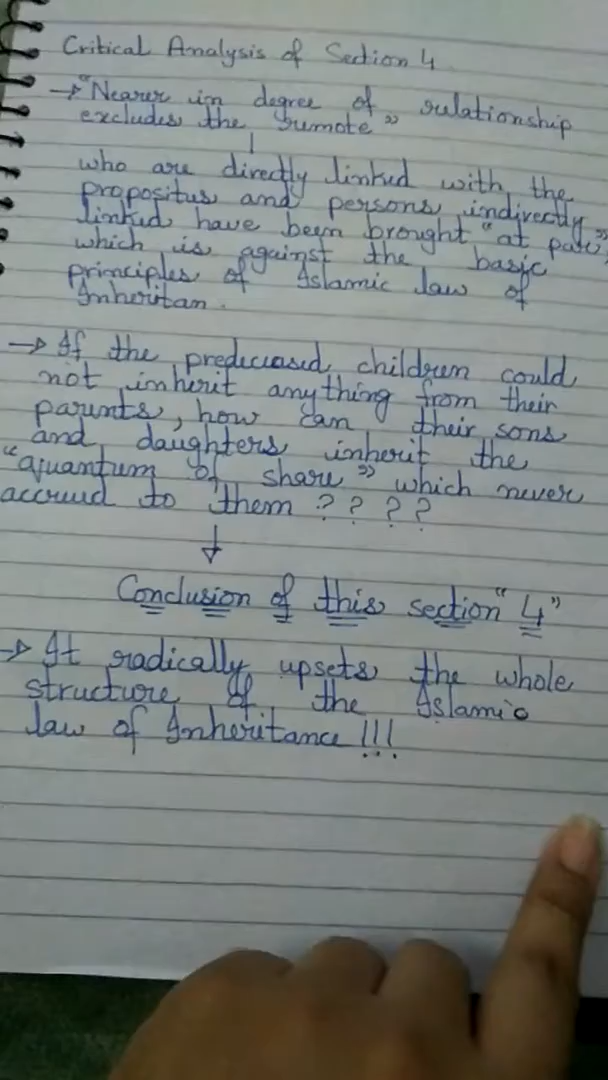 Critical Analysis of Section 4
→ "Nearer in degree of relationship
excludes the remote"
who are directly linked with the
propositus and persons indirectly
linked have been brought "at par",
which is against the basic
principles of Islamic law of
Inheritan.
→ If the predeceased children could
not inherit anything from their
parents, how can their sons
and daughters inherit the
"quantum of share" which never
accrued to them ? ? ? ?
↓
Conclusion of this section "4"
→ It radically upsets the whole
structure of the Islamic
law of Inheritance !!!